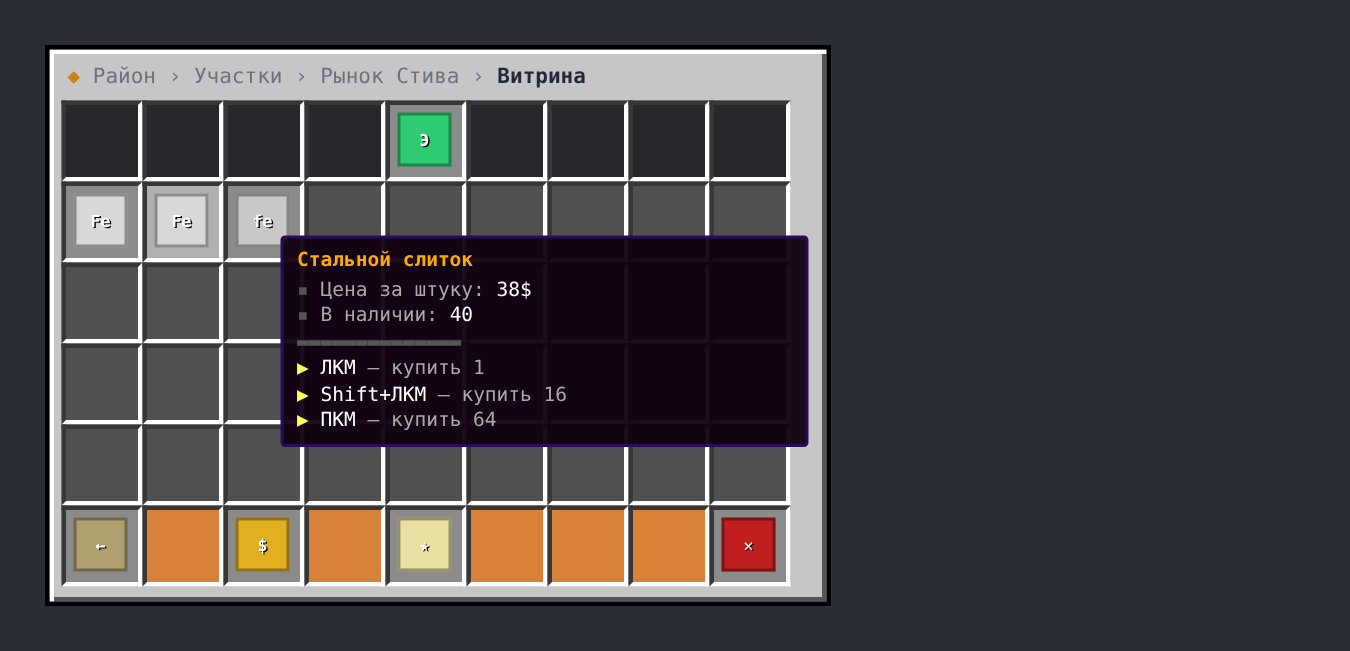 ◆ Район › Участки › Рынок Стива › Витрина
Э
Fe Fe fe
Стальной слиток
▪ Цена за штуку: 38$
▪ В наличии: 40
▶ ЛКМ — купить 1
▶ Shift+ЛКМ — купить 16
▶ ПКМ — купить 64
← $ ★ ×